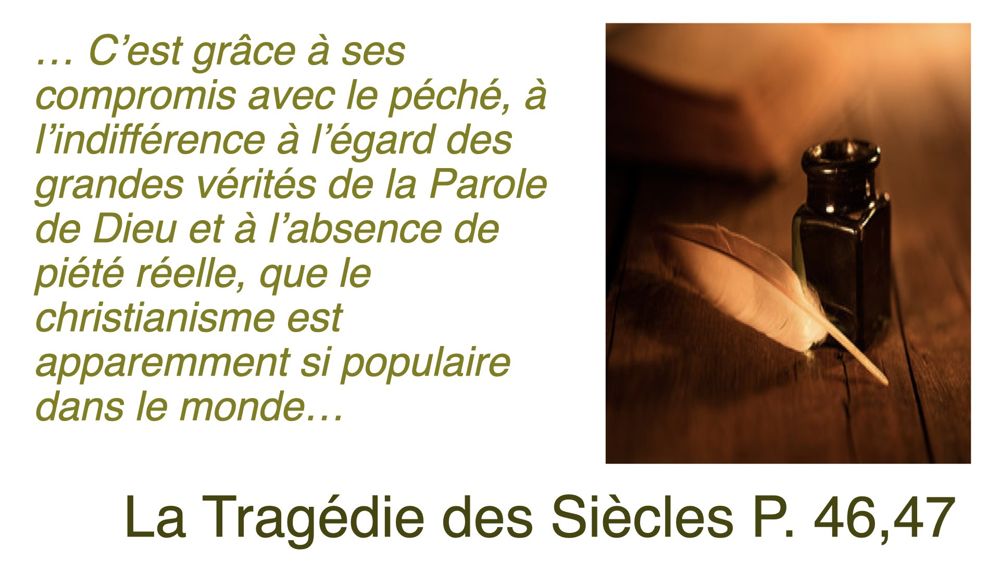 … C’est grâce à ses
compromis avec le péché, à
l’indifférence à l’égard des
grandes vérités de la Parole
de Dieu et à l’absence de
piété réelle, que le
christianisme est
apparemment si populaire
dans le monde…
La Tragédie des Siècles P. 46,47